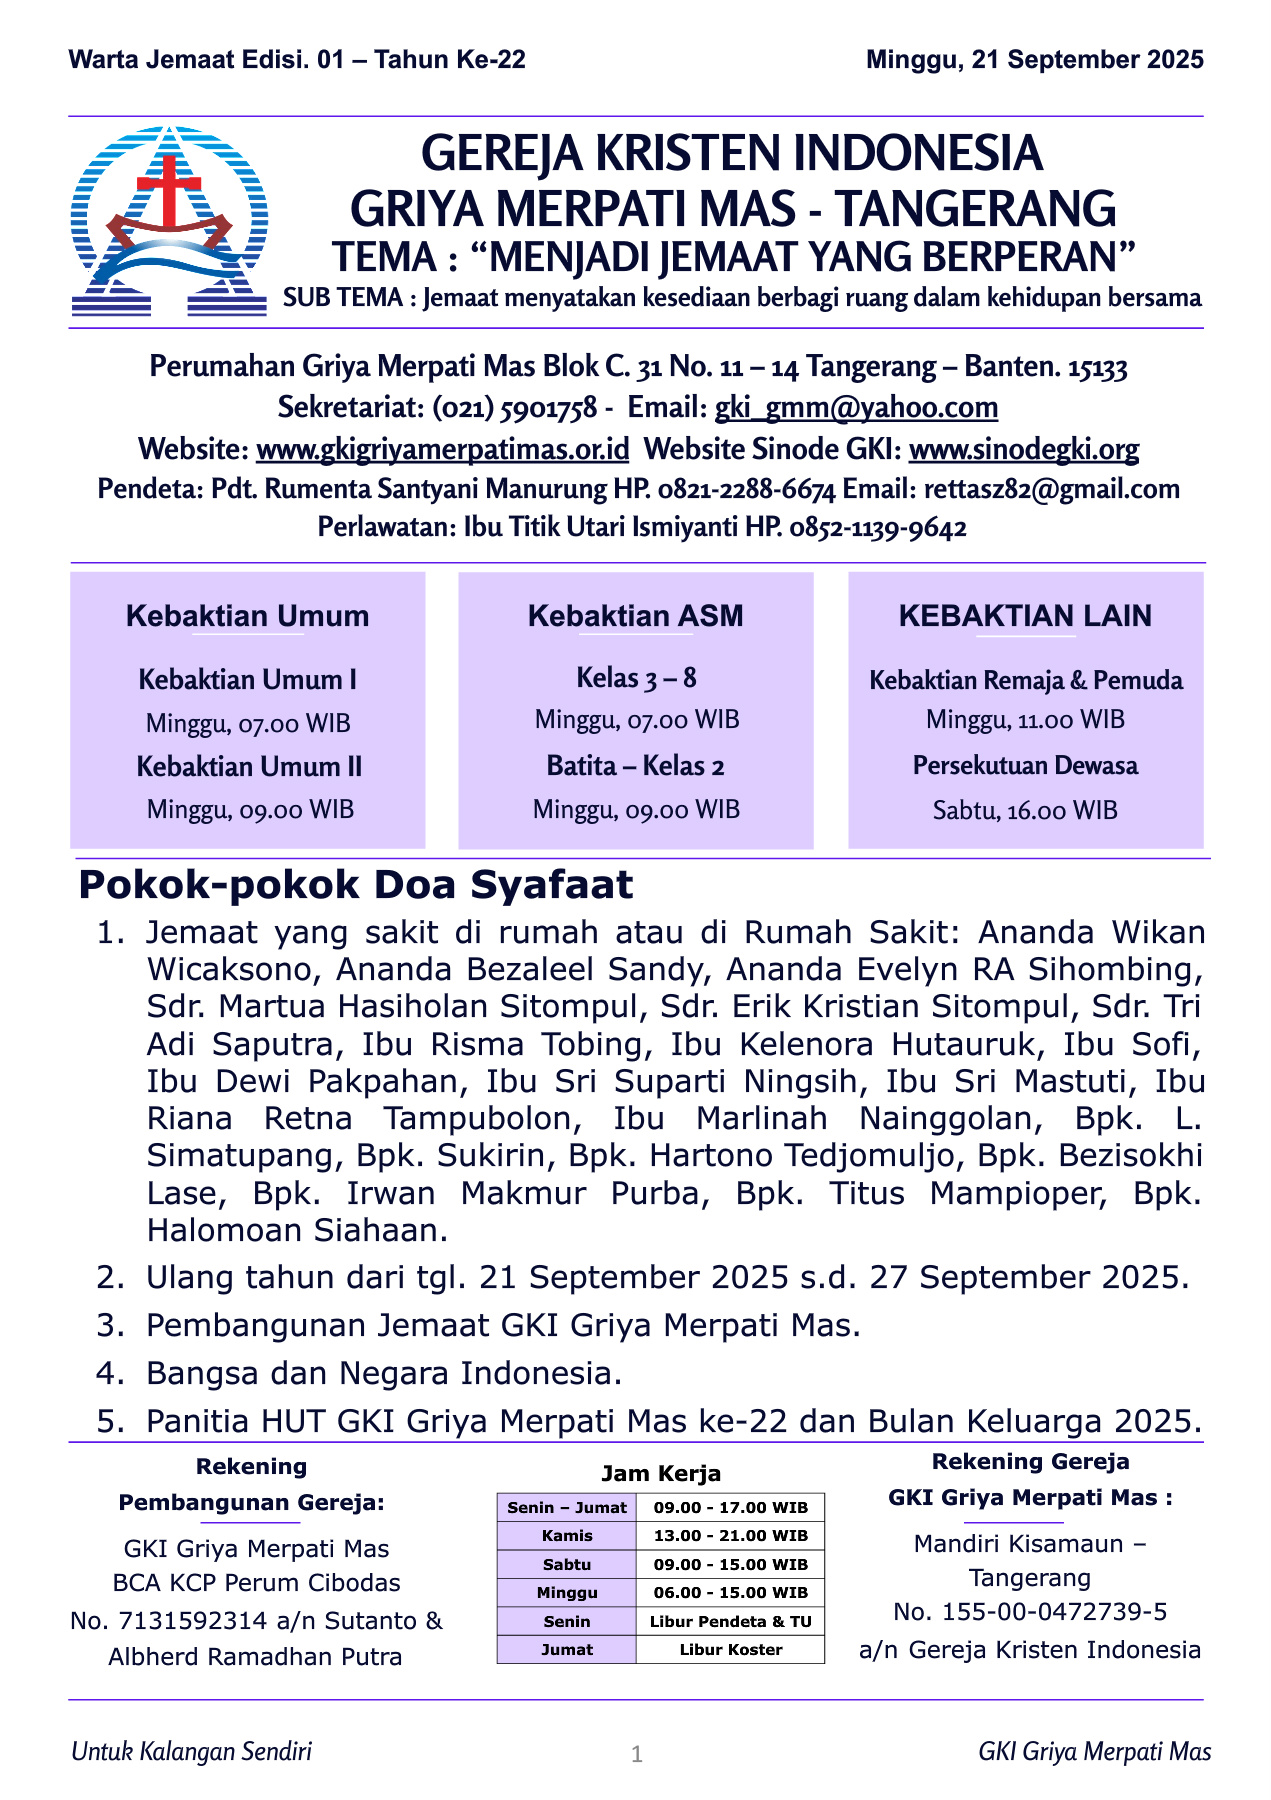 Warta Jemaat Edisi. 01 – Tahun Ke-22
Minggu, 21 September 2025
GEREJA KRISTEN INDONESIA
GRIYA MERPATI MAS - TANGERANG
TEMA : “MENJADI JEMAAT YANG BERPERAN”
SUB TEMA : Jemaat menyatakan kesediaan berbagi ruang dalam kehidupan bersama
Perumahan Griya Merpati Mas Blok C. 31 No. 11 – 14 Tangerang – Banten. 15133
Sekretariat: (021) 5901758 - Email: gki_gmm@yahoo.com
Website: www.gkigriyamerpatimas.or.id Website Sinode GKI: www.sinodegki.org
Pendeta: Pdt. Rumenta Santyani Manurung HP. 0821-2288-6674 Email: rettasz82@gmail.com
Perlawatan: Ibu Titik Utari Ismiyanti HP. 0852-1139-9642
Kebaktian Umum
Kebaktian Umum I
Minggu, 07.00 WIB
Kebaktian Umum II
Minggu, 09.00 WIB
Kebaktian ASM
Kelas 3 – 8
Minggu, 07.00 WIB
Batita – Kelas 2
Minggu, 09.00 WIB
KEBAKTIAN LAIN
Kebaktian Remaja & Pemuda
Minggu, 11.00 WIB
Persekutuan Dewasa
Sabtu, 16.00 WIB
Pokok-pokok Doa Syafaat
1. Jemaat yang sakit di rumah atau di Rumah Sakit: Ananda Wikan
Wicaksono, Ananda Bezaleel Sandy, Ananda Evelyn RA Sihombing,
Sdr. Martua Hasiholan Sitompul, Sdr. Erik Kristian Sitompul, Sdr. Tri
Adi Saputra, Ibu Risma Tobing, Ibu Kelenora Hutauruk, Ibu Sofi,
Ibu Dewi Pakpahan, Ibu Sri Suparti Ningsih, Ibu Sri Mastuti, Ibu
Riana Retna Tampubolon, Ibu Marlinah Nainggolan, Bpk. L.
Simatupang, Bpk. Sukirin, Bpk. Hartono Tedjomuljo, Bpk. Bezisokhi
Lase, Bpk. Irwan Makmur Purba, Bpk. Titus Mampioper, Bpk.
Halomoan Siahaan.
2. Ulang tahun dari tgl. 21 September 2025 s.d. 27 September 2025.
3. Pembangunan Jemaat GKI Griya Merpati Mas.
4. Bangsa dan Negara Indonesia.
5. Panitia HUT GKI Griya Merpati Mas ke-22 dan Bulan Keluarga 2025.
Rekening
Pembangunan Gereja:
GKI Griya Merpati Mas
BCA KCP Perum Cibodas
No. 7131592314 a/n Sutanto &
Albherd Ramadhan Putra
Jam Kerja
Senin – Jumat 09.00 - 17.00 WIB
Kamis 13.00 - 21.00 WIB
Sabtu 09.00 - 15.00 WIB
Minggu 06.00 - 15.00 WIB
Senin Libur Pendeta & TU
Jumat Libur Koster
Rekening Gereja
GKI Griya Merpati Mas :
Mandiri Kisamaun –
Tangerang
No. 155-00-0472739-5
a/n Gereja Kristen Indonesia
Untuk Kalangan Sendiri
1
GKI Griya Merpati Mas